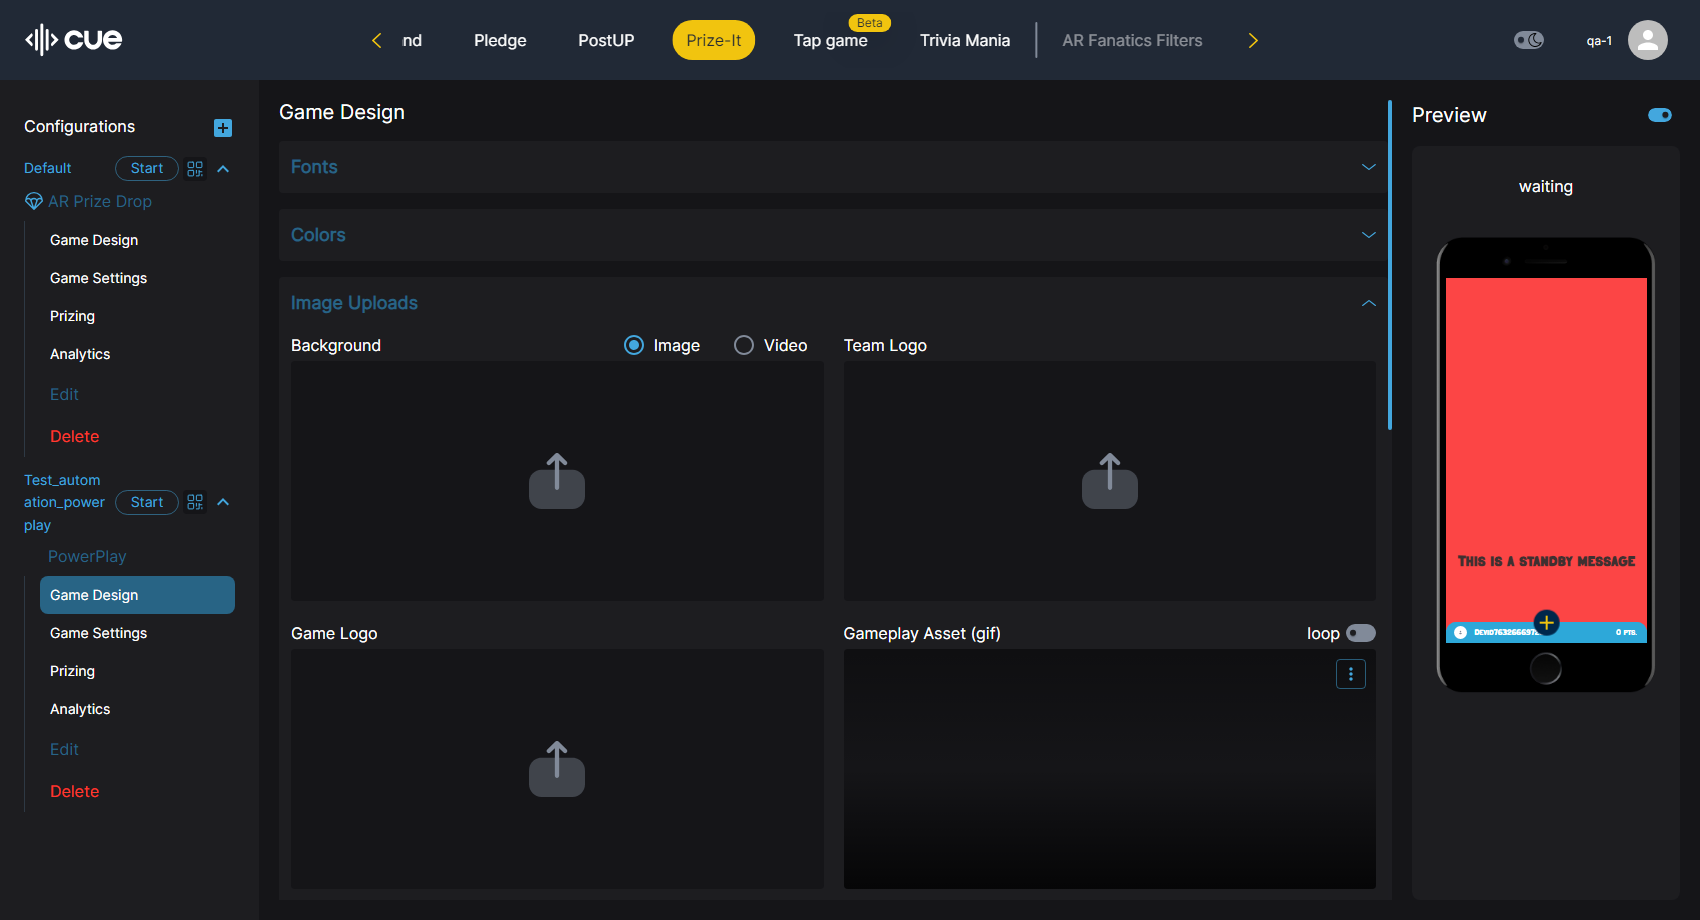 cue
nd
Pledge
PostUP
Prize-It
Beta
Tap game
Trivia Mania
AR Fanatics Filters
qa-1
Configurations
Default
Start
AR Prize Drop
Game Design
Game Settings
Prizing
Analytics
Edit
Delete
Test_autom
ation_power
play
Start
PowerPlay
Game Design
Game Settings
Prizing
Analytics
Edit
Delete
Game Design
Fonts
Colors
Image Uploads
Background
Image
Video
Team Logo
Game Logo
Gameplay Asset (gif)
loop
Preview
waiting
This is a standby message
0 pts.